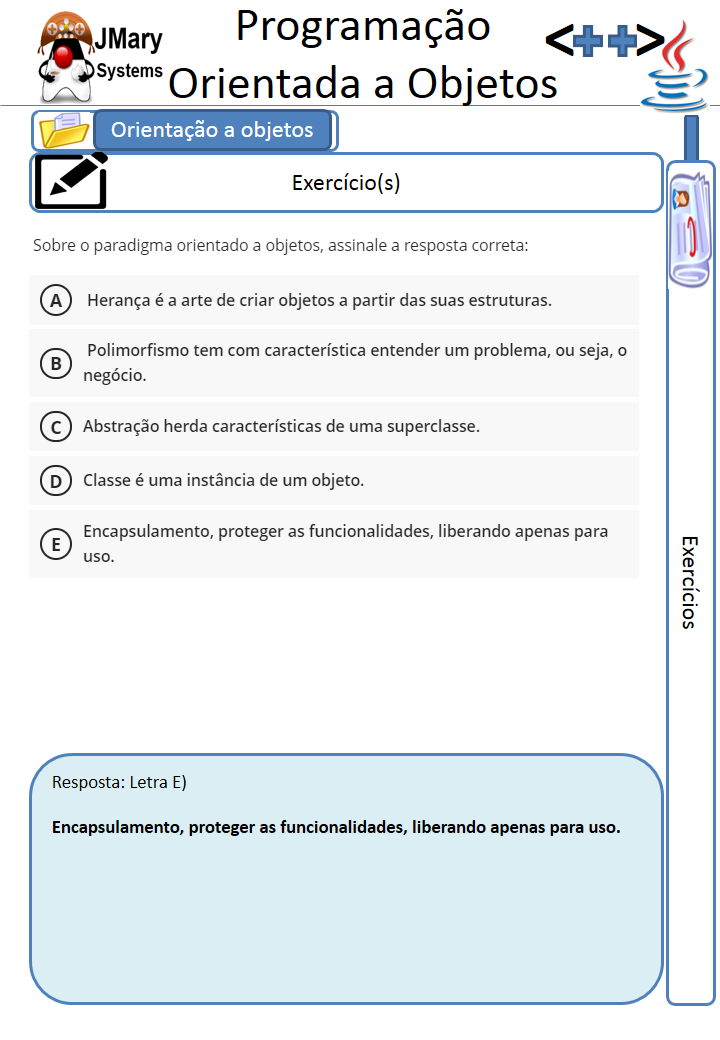 JMary
Systems
Programação
Orientada a Objetos
<++>
Orientação a objetos
Exercício(s)
Sobre o paradigma orientado a objetos, assinale a resposta correta:
A Herança é a arte de criar objetos a partir das suas estruturas.
B Polimorfismo tem com característica entender um problema, ou seja, o
negócio.
C Abstração herda características de uma superclasse.
D Classe é uma instância de um objeto.
E Encapsulamento, proteger as funcionalidades, liberando apenas para
uso.
Exercícios
Resposta: Letra E)
Encapsulamento, proteger as funcionalidades, liberando apenas para uso.